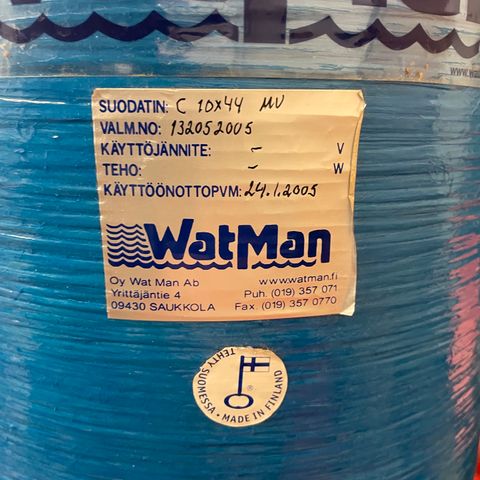 SUODATIN: C 10x44 MV
VALM.NO: 132052005
KÄYTTÖJÄNNITE: - V
TEHO: - W
KÄYTTÖÖNOTTOPVM: 24.1.2005
WatMan
Oy Wat Man Ab www.watman.fi
Yrittäjäntie 4 Puh. (019) 357 071
09430 SAUKKOLA Fax. (019) 357 0770
TEHTY SUOMESSA • MADE IN FINLAND